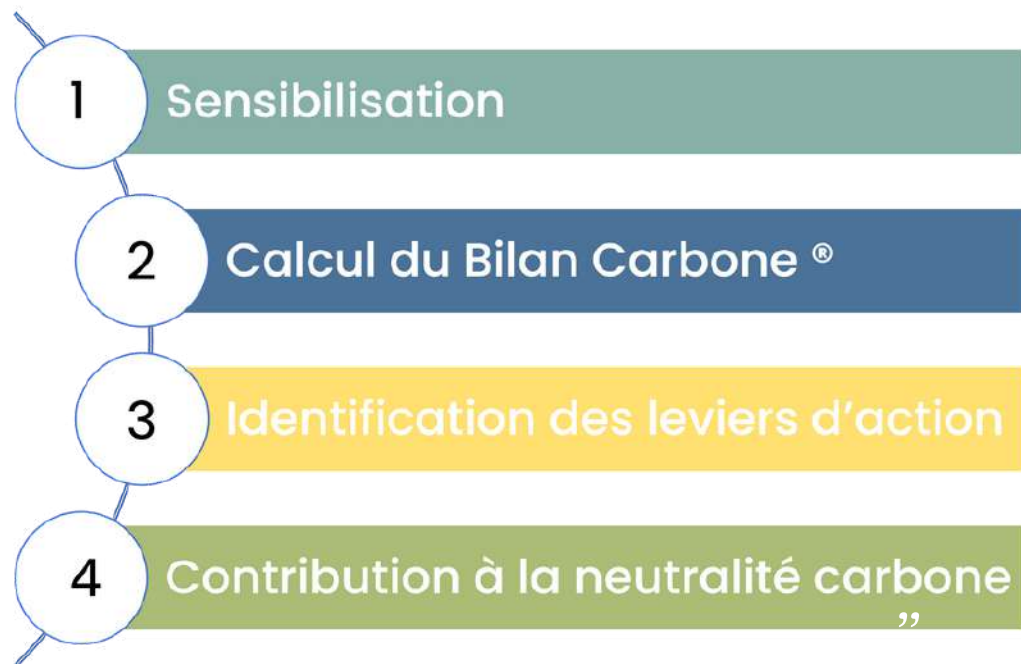 1
Sensibilisation
2
Calcul du Bilan Carbone ®
3
Identification des leviers d’action
4
Contribution à la neutralité carbone
”